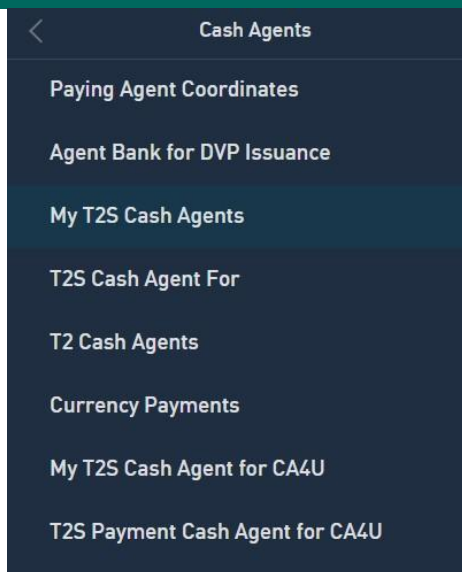 Cash Agents
Paying Agent Coordinates
Agent Bank for DVP Issuance
My T2S Cash Agents
T2S Cash Agent For
T2 Cash Agents
Currency Payments
My T2S Cash Agent for CA4U
T2S Payment Cash Agent for CA4U